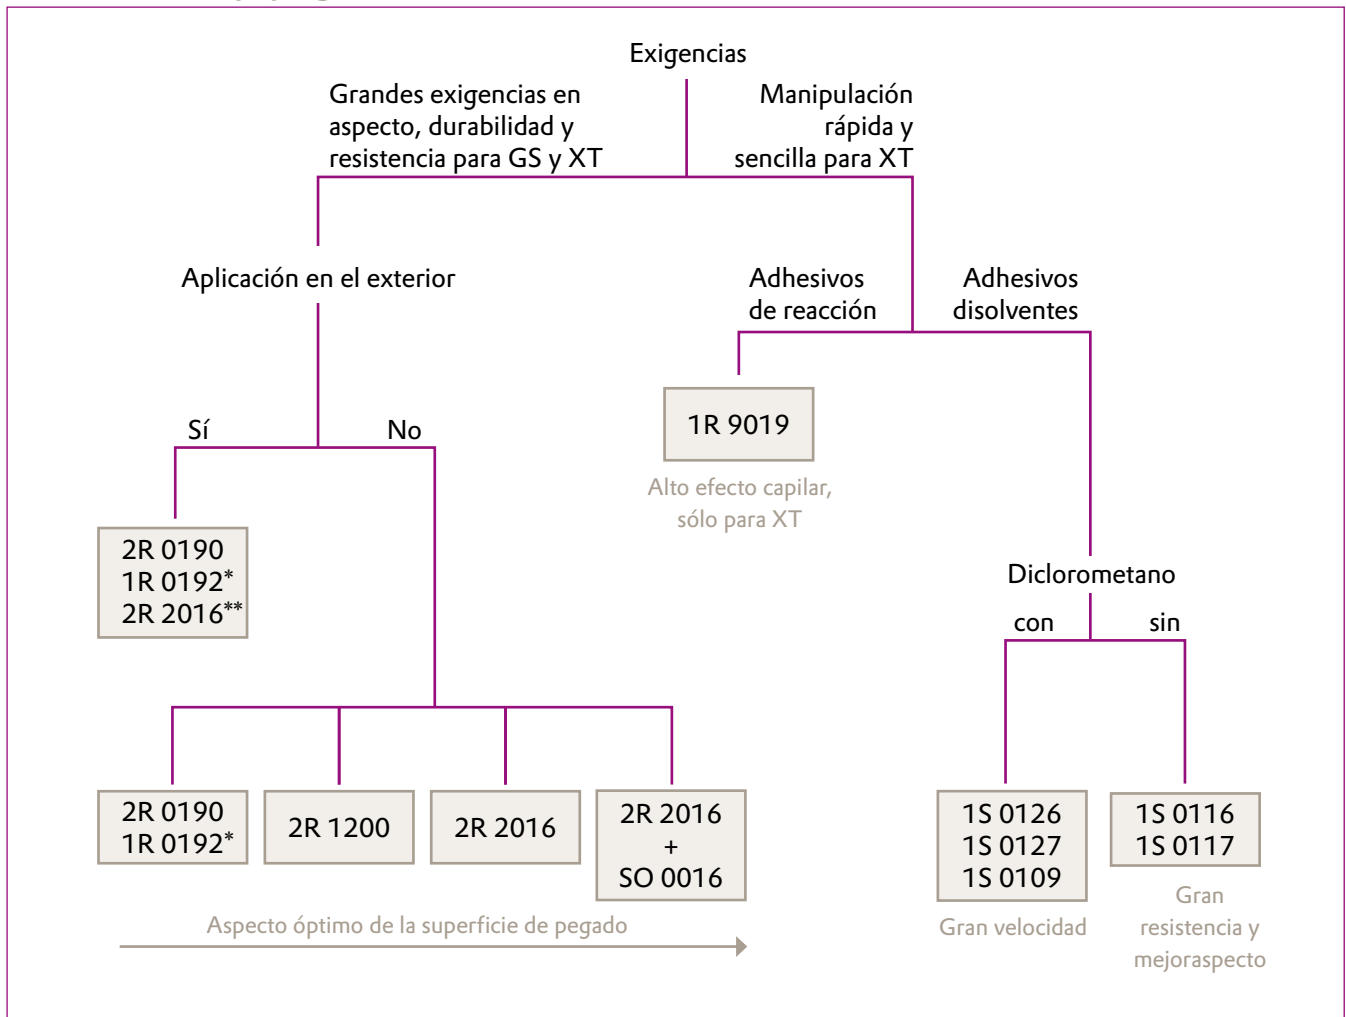 Exigencias
Grandes exigencias en
aspecto, durabilidad y
resistencia para GS y XT
Manipulación
rápida y
sencilla para XT
Aplicación en el exterior
Adhesivos
de reacción
Adhesivos
disolventes
1R 9019
Alto efecto capilar,
sólo para XT
Sí
No
2R 0190
1R 0192*
2R 2016**
Diclorometano
con
sin
2R 0190
1R 0192*
2R 1200
2R 2016
2R 2016
+
SO 0016
Aspecto óptimo de la superficie de pegado
1S 0126
1S 0127
1S 0109
Gran velocidad
1S 0116
1S 0117
Gran
resistencia y
mejoraspecto